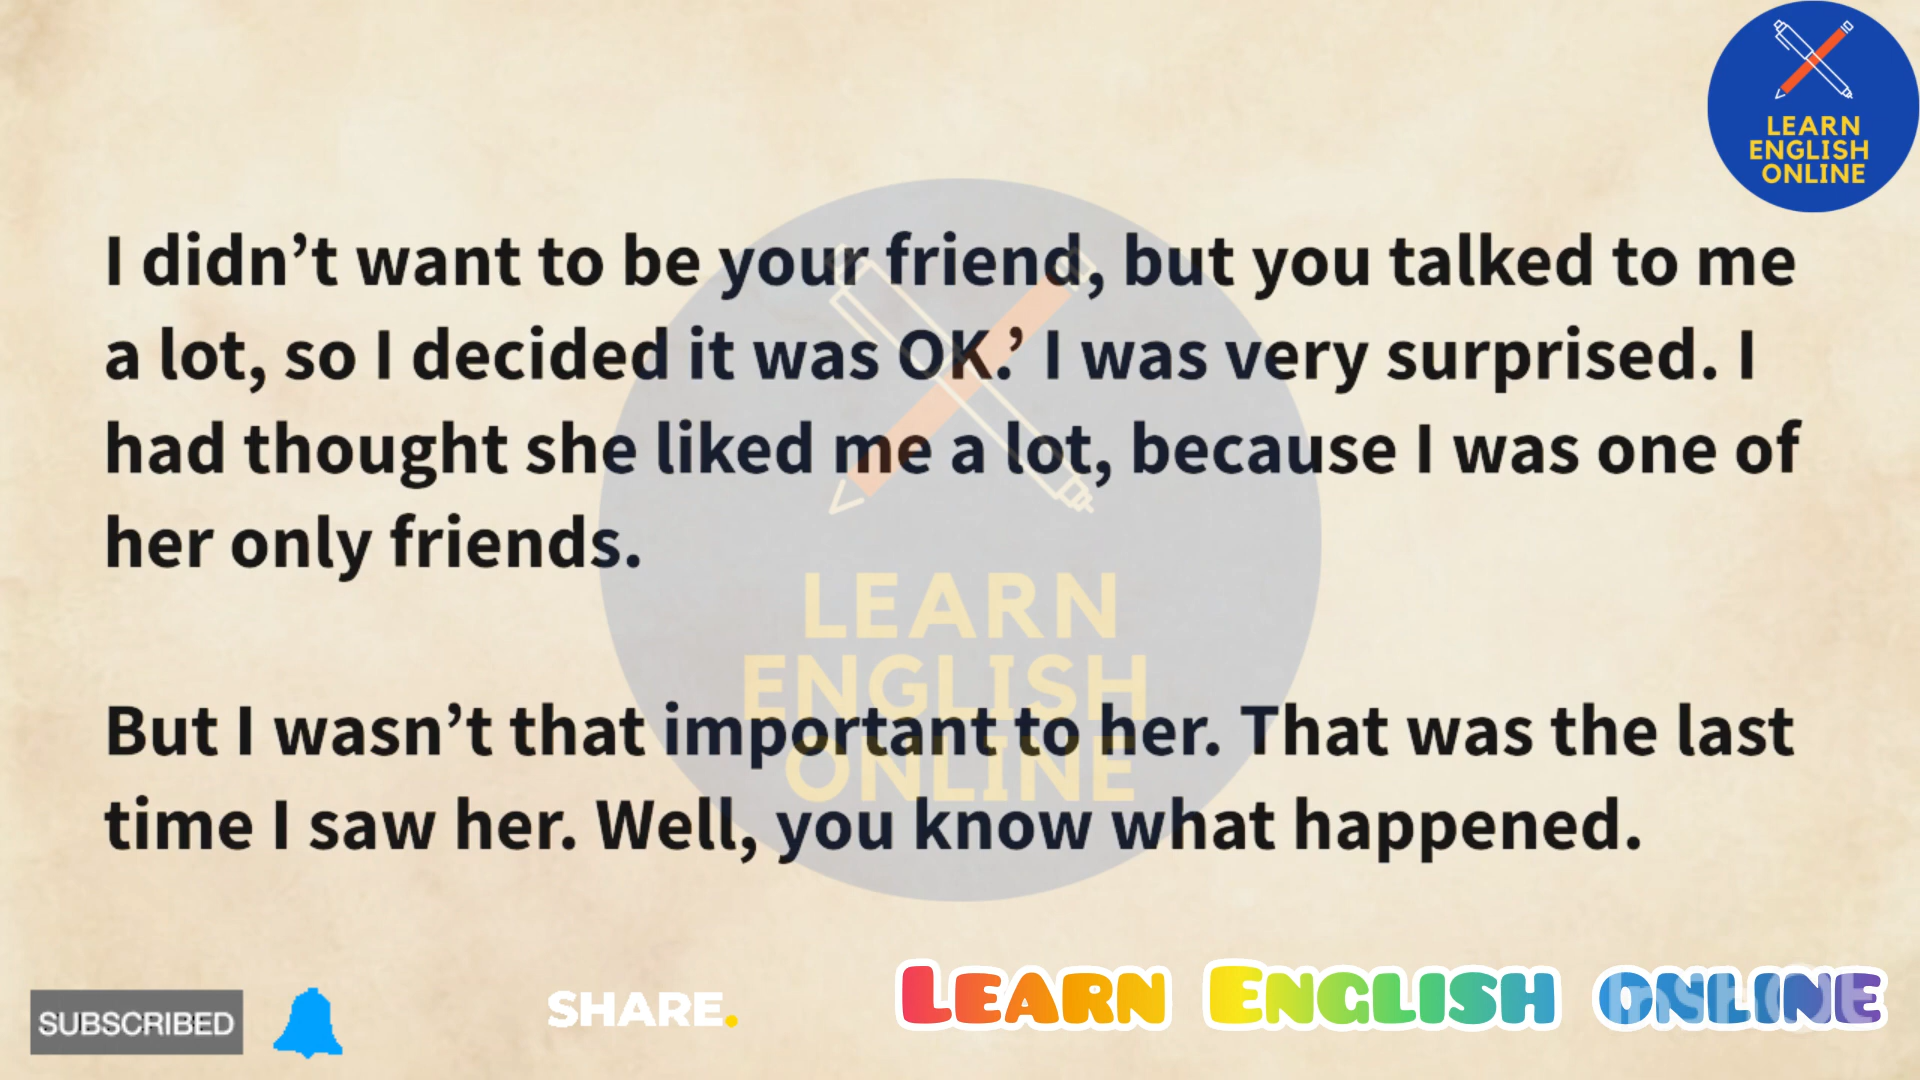 LEARN
ENGLISH
ONLINE
I didn’t want to be your friend, but you talked to me
a lot, so I decided it was OK.’ I was very surprised. I
had thought she liked me a lot, because I was one of
her only friends.
LEARN
ENGLISH
But I wasn’t that important to her. That was the last
ONLINE
time I saw her. Well, you know what happened.
SUBSCRIBED
SHARE.
LEARN ENGLISH ONLINE
InShOt